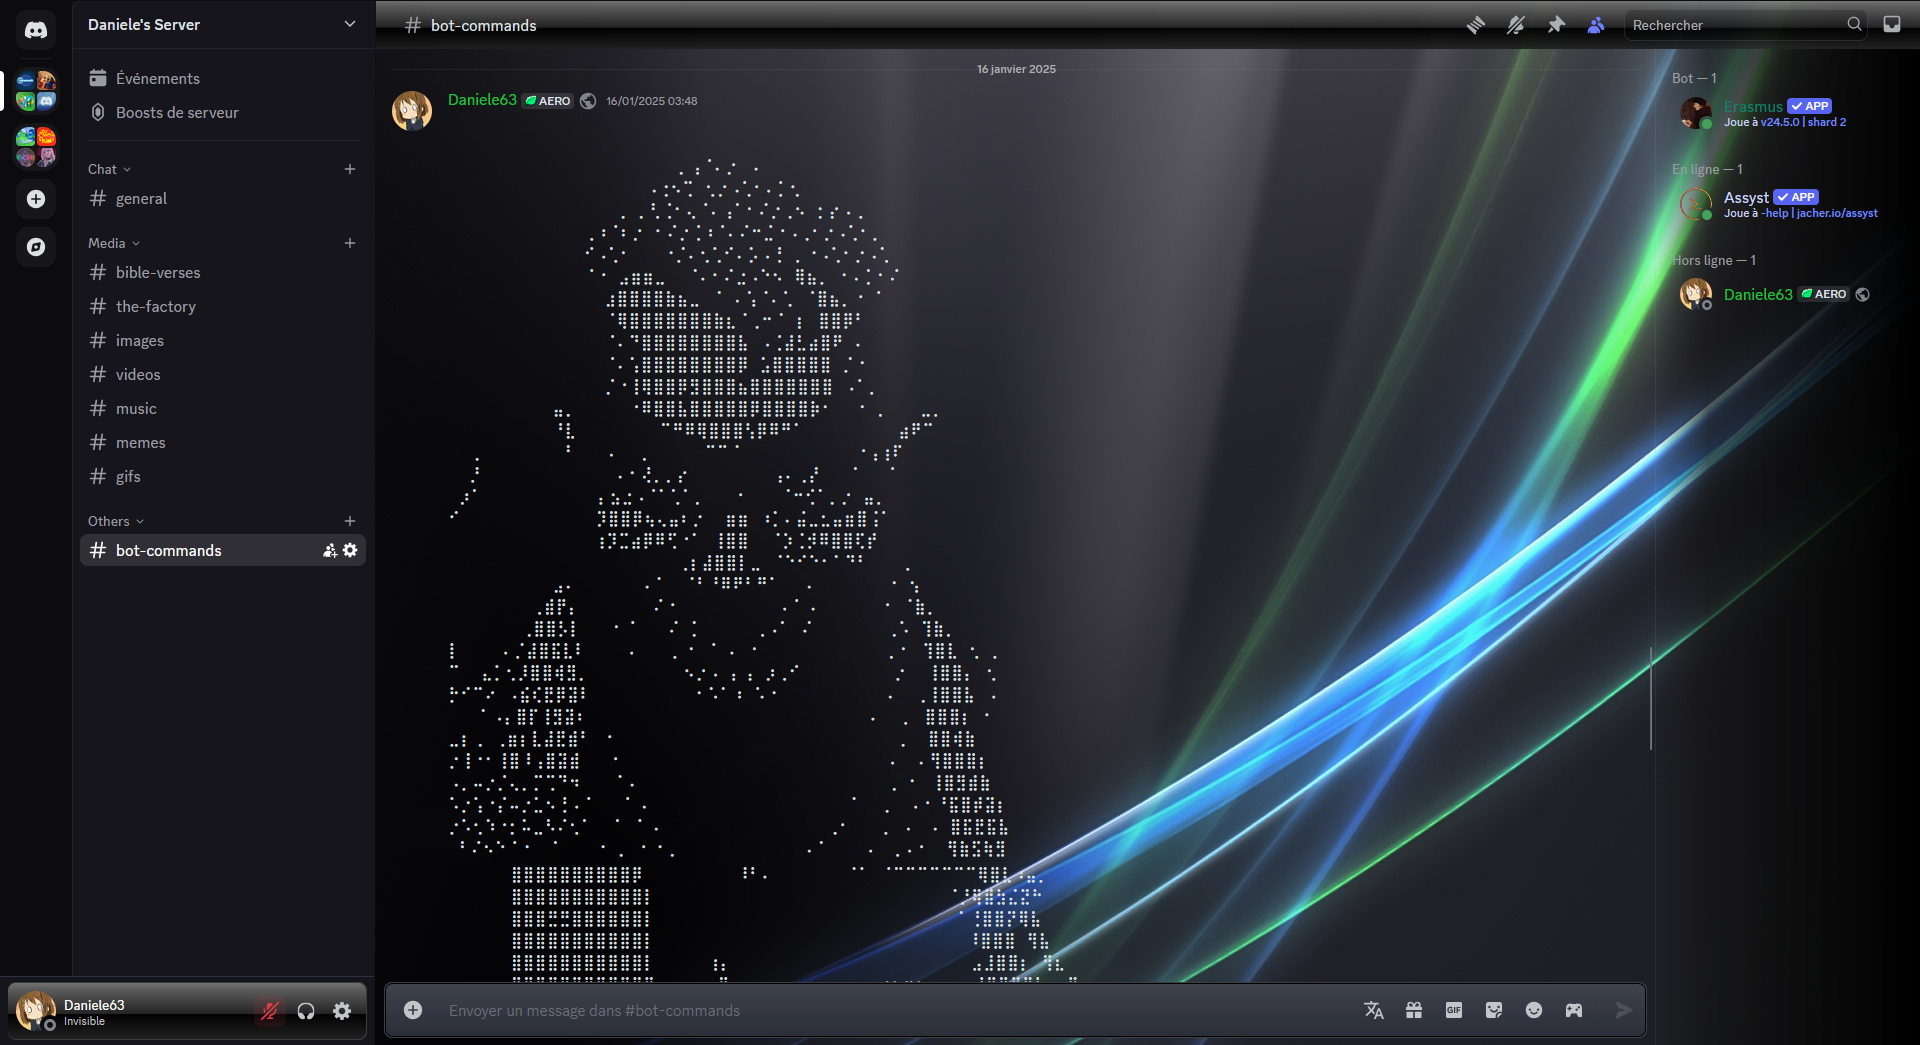 Daniele's Server
Événements
Boosts de serveur
Chat
general
Media
bible-verses
the-factory
images
videos
music
memes
gifs
Others
bot-commands
Daniele63
Invisible
bot-commands
Rechercher
16 janvier 2025
Daniele63 AERO 16/01/2025 03:48
Envoyer un message dans #bot-commands
GIF
Bot — 1
Erasmus APP
Joue à v24.5.0 | shard 2
En ligne — 1
Assyst APP
Joue à -help | jacher.io/assyst
Hors ligne — 1
Daniele63 AERO